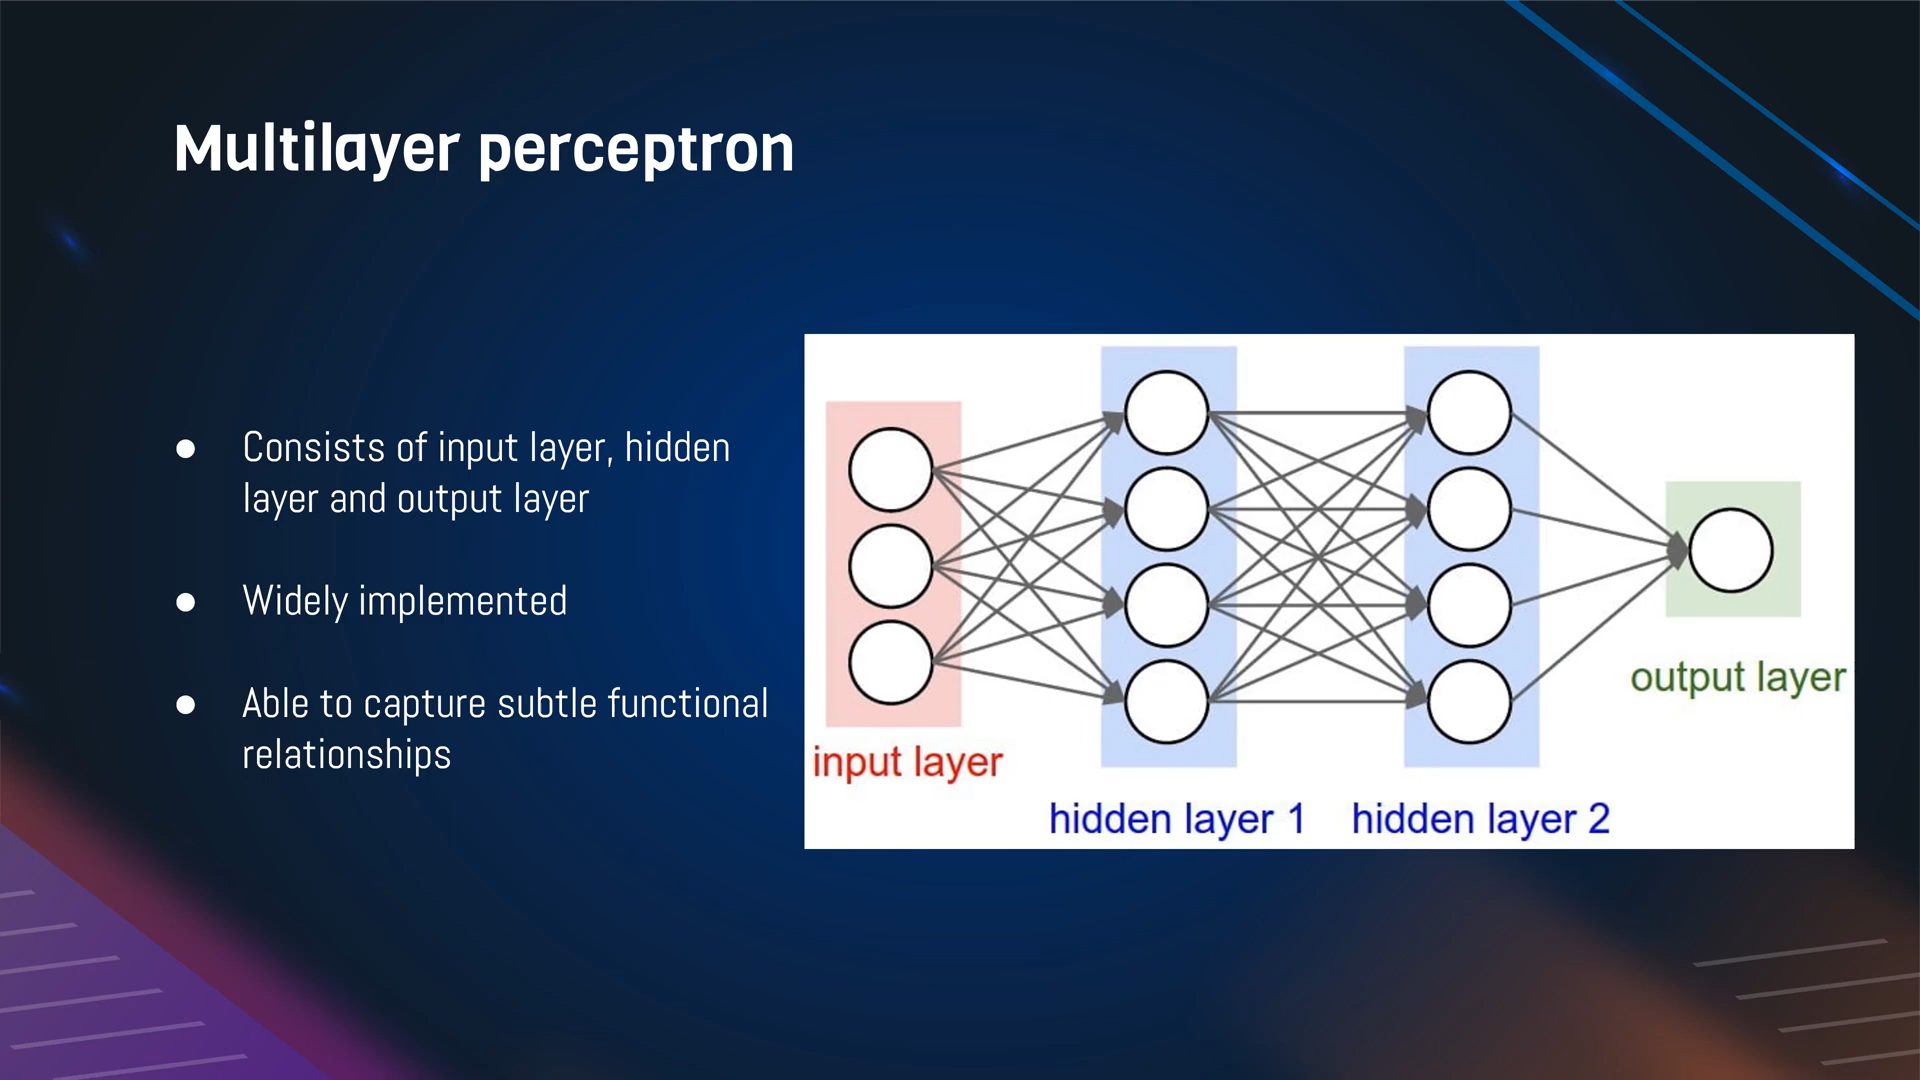 Multilayer perceptron
● Consists of input layer, hidden
layer and output layer
● Widely implemented
● Able to capture subtle functional
relationships
input layer
hidden layer 1
hidden layer 2
output layer